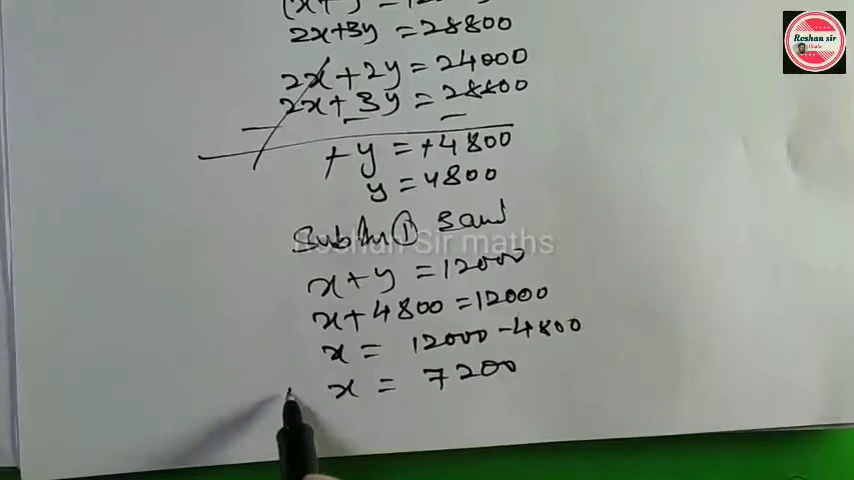 2x+3y = 28800
2x+2y = 24000
2x+3y = 28800
+y = +4800
y = 4800
Sub in ①
x+y = 12000
x+4800 = 12000
x = 12000-4800
x = 7200
Roshan Sir maths
Roshan sir